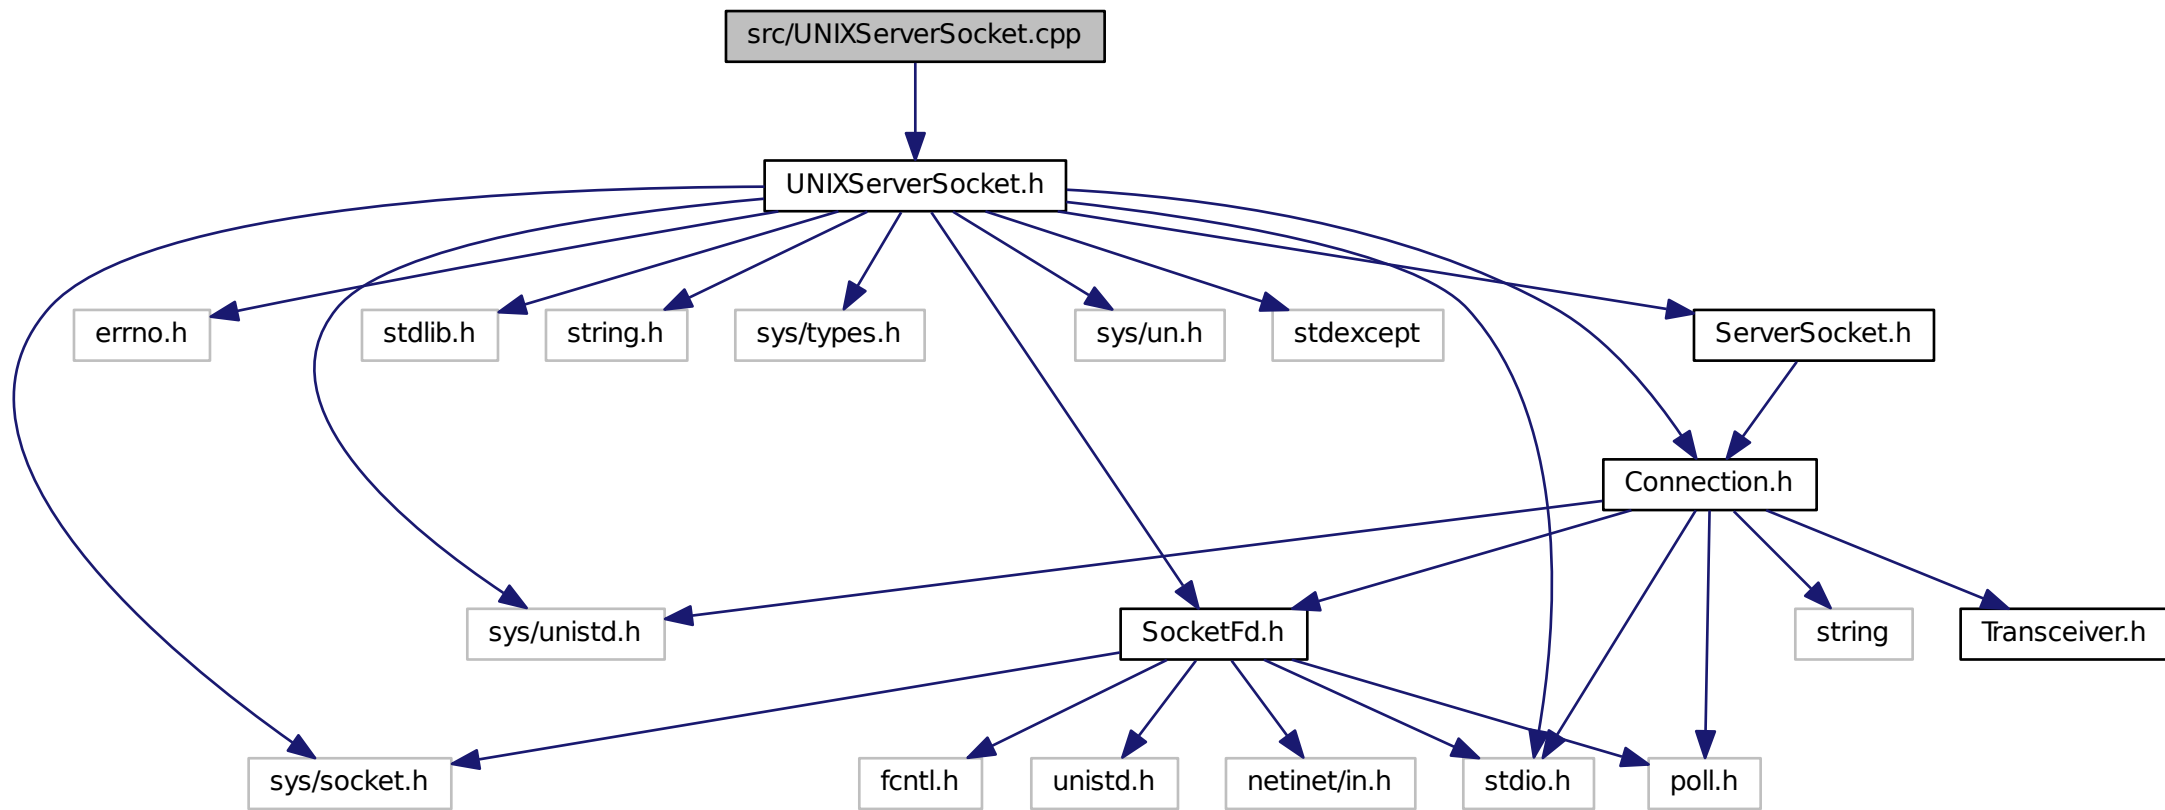 src/UNIXServerSocket.cpp
UNIXServerSocket.h
errno.h
stdlib.h
string.h
sys/types.h
sys/un.h
stdexcept
ServerSocket.h
Connection.h
sys/unistd.h
SocketFd.h
string
Transceiver.h
sys/socket.h
fcntl.h
unistd.h
netinet/in.h
stdio.h
poll.h